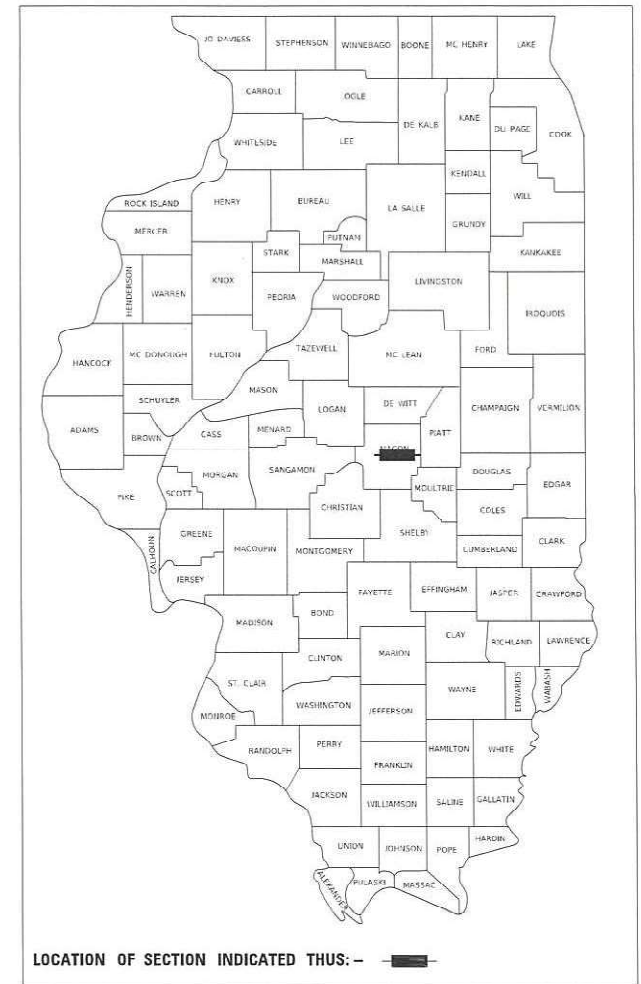 JO DAVIESS STEPHENSON WINNEBAGO BOONE MC HENRY LAKE
CARROLL OGLE
DE KALB KANE DU PAGE COOK
WHITESIDE LEE
KENDALL WILL
ROCK ISLAND HENRY BUREAU LA SALLE GRUNDY
MERCER PUTNAM
STARK MARSHALL KANKAKEE
HENDERSON WARREN KNOX PEORIA WOODFORD LIVINGSTON
IROQUOIS
HANCOCK MC DONOUGH FULTON TAZEWELL MC LEAN FORD
MASON
SCHUYLER LOGAN DE WITT CHAMPAIGN VERMILION
ADAMS BROWN CASS MENARD PIATT
MACON
MORGAN SANGAMON DOUGLAS
PIKE SCOTT MOULTRIE EDGAR
CHRISTIAN COLES
GREENE SHELBY
CALHOUN MACOUPIN MONTGOMERY CUMBERLAND CLARK
JERSEY
FAYETTE EFFINGHAM JASPER CRAWFORD
MADISON BOND
CLAY RICHLAND LAWRENCE
CLINTON MARION
ST. CLAIR WAYNE EDWARDS WABASH
WASHINGTON JEFFERSON
MONROE
RANDOLPH PERRY HAMILTON WHITE
FRANKLIN
JACKSON WILLIAMSON SALINE GALLATIN
UNION JOHNSON POPE HARDIN
ALEXANDER PULASKI MASSAC
LOCATION OF SECTION INDICATED THUS: –